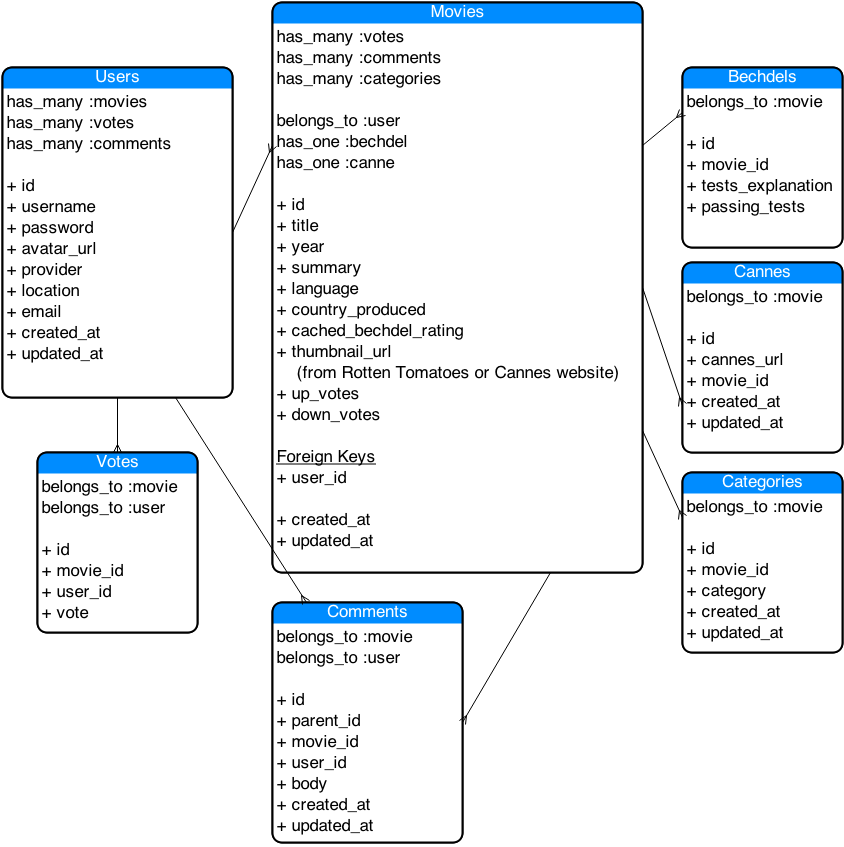 Movies
has_many :votes
has_many :comments
has_many :categories
belongs_to :user
has_one :bechdel
has_one :canne
+ id
+ title
+ year
+ summary
+ language
+ country_produced
+ cached_bechdel_rating
+ thumbnail_url
(from Rotten Tomatoes or Cannes website)
+ up_votes
+ down_votes
Foreign Keys
+ user_id
+ created_at
+ updated_at
Users
has_many :movies
has_many :votes
has_many :comments
+ id
+ username
+ password
+ avatar_url
+ provider
+ location
+ email
+ created_at
+ updated_at
Bechdels
belongs_to :movie
+ id
+ movie_id
+ tests_explanation
+ passing_tests
Cannes
belongs_to :movie
+ id
+ cannes_url
+ movie_id
+ created_at
+ updated_at
Votes
belongs_to :movie
belongs_to :user
+ id
+ movie_id
+ user_id
+ vote
Categories
belongs_to :movie
+ id
+ movie_id
+ category
+ created_at
+ updated_at
Comments
belongs_to :movie
belongs_to :user
+ id
+ parent_id
+ movie_id
+ user_id
+ body
+ created_at
+ updated_at